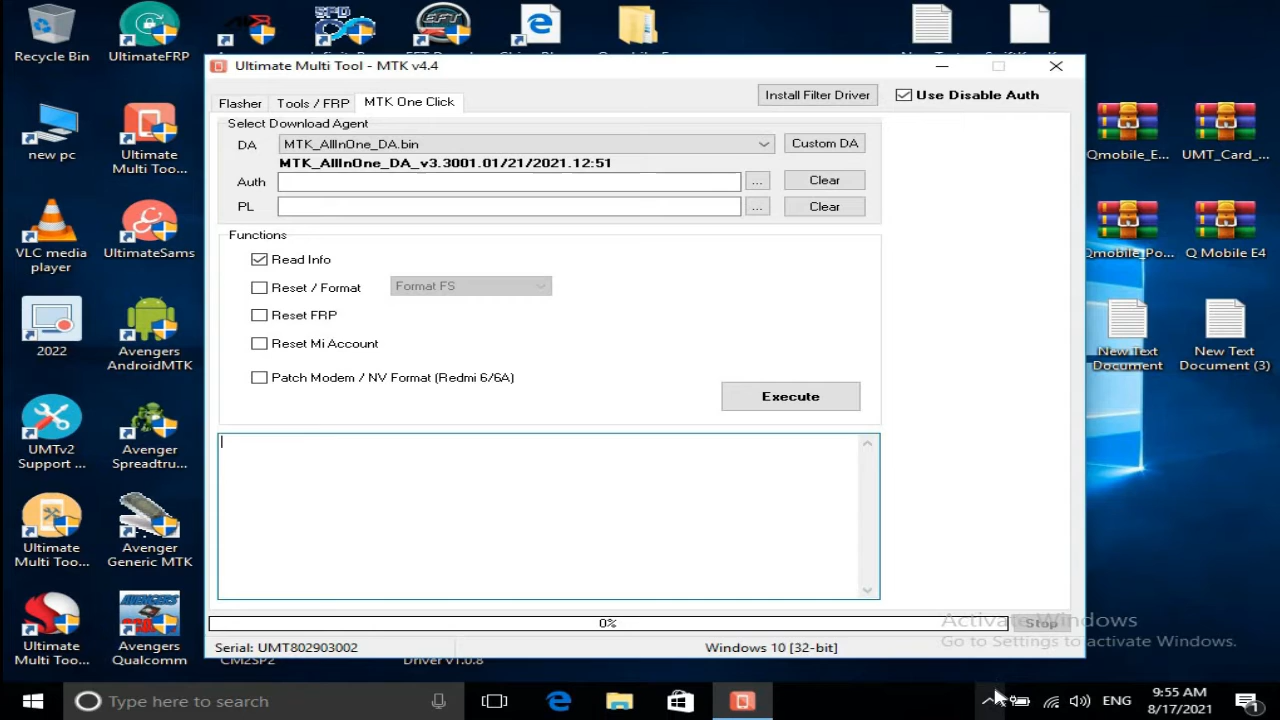 Recycle Bin
UltimateFRP
Ultimate Multi Tool - MTK v4.4
Flasher
Tools / FRP
MTK One Click
Install Filter Driver
Use Disable Auth
Select Download Agent
DA
MTK_AllInOne_DA.bin
Custom DA
MTK_AllInOne_DA_v3.3001.01/21/2021.12:51
Auth
...
Clear
PL
...
Clear
Functions
Read Info
Reset / Format
Format FS
Reset FRP
Reset Mi Account
Patch Modem / NV Format (Redmi 6/6A)
Execute
0%
Stop
Windows 10 [32-bit]
new pc
Ultimate
Multi Too...
VLC media
player
UltimateSams
2022
Avengers
AndroidMTK
UMTv2
Support ...
Avenger
Spreadtru...
Ultimate
Multi Too...
Avenger
Generic MTK
Ultimate
Multi Too...
Avengers
Qualcomm
Qmobile_E...
UMT_Card_...
Qmobile_Po...
Q Mobile E4
New Text
Document
New Text
Document (3)
Activate Windows
Go to Settings to activate Windows.
Type here to search
ENG
9:55 AM
8/17/2021
1